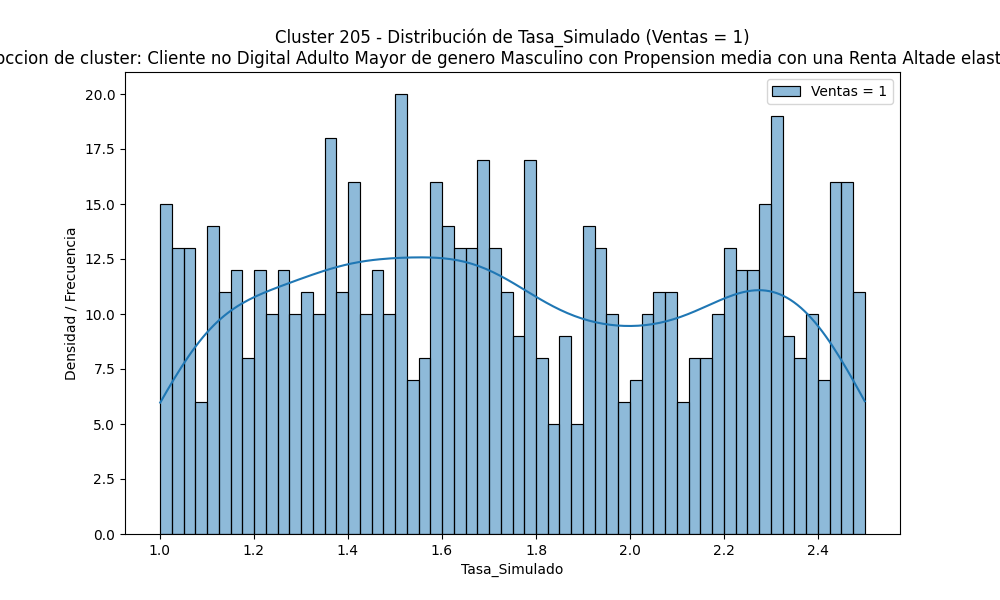 Cluster 205 - Distribución de Tasa_Simulado (Ventas = 1)
de cluster: Cliente no Digital Adulto Mayor de genero Masculino con Propension media con una Renta Altade
Ventas = 1
20.0
17.5
15.0
12.5
10.0
7.5
5.0
2.5
0.0
Densidad / Frecuencia
1.0 1.2 1.4 1.6 1.8 2.0 2.2 2.4
Tasa_Simulado